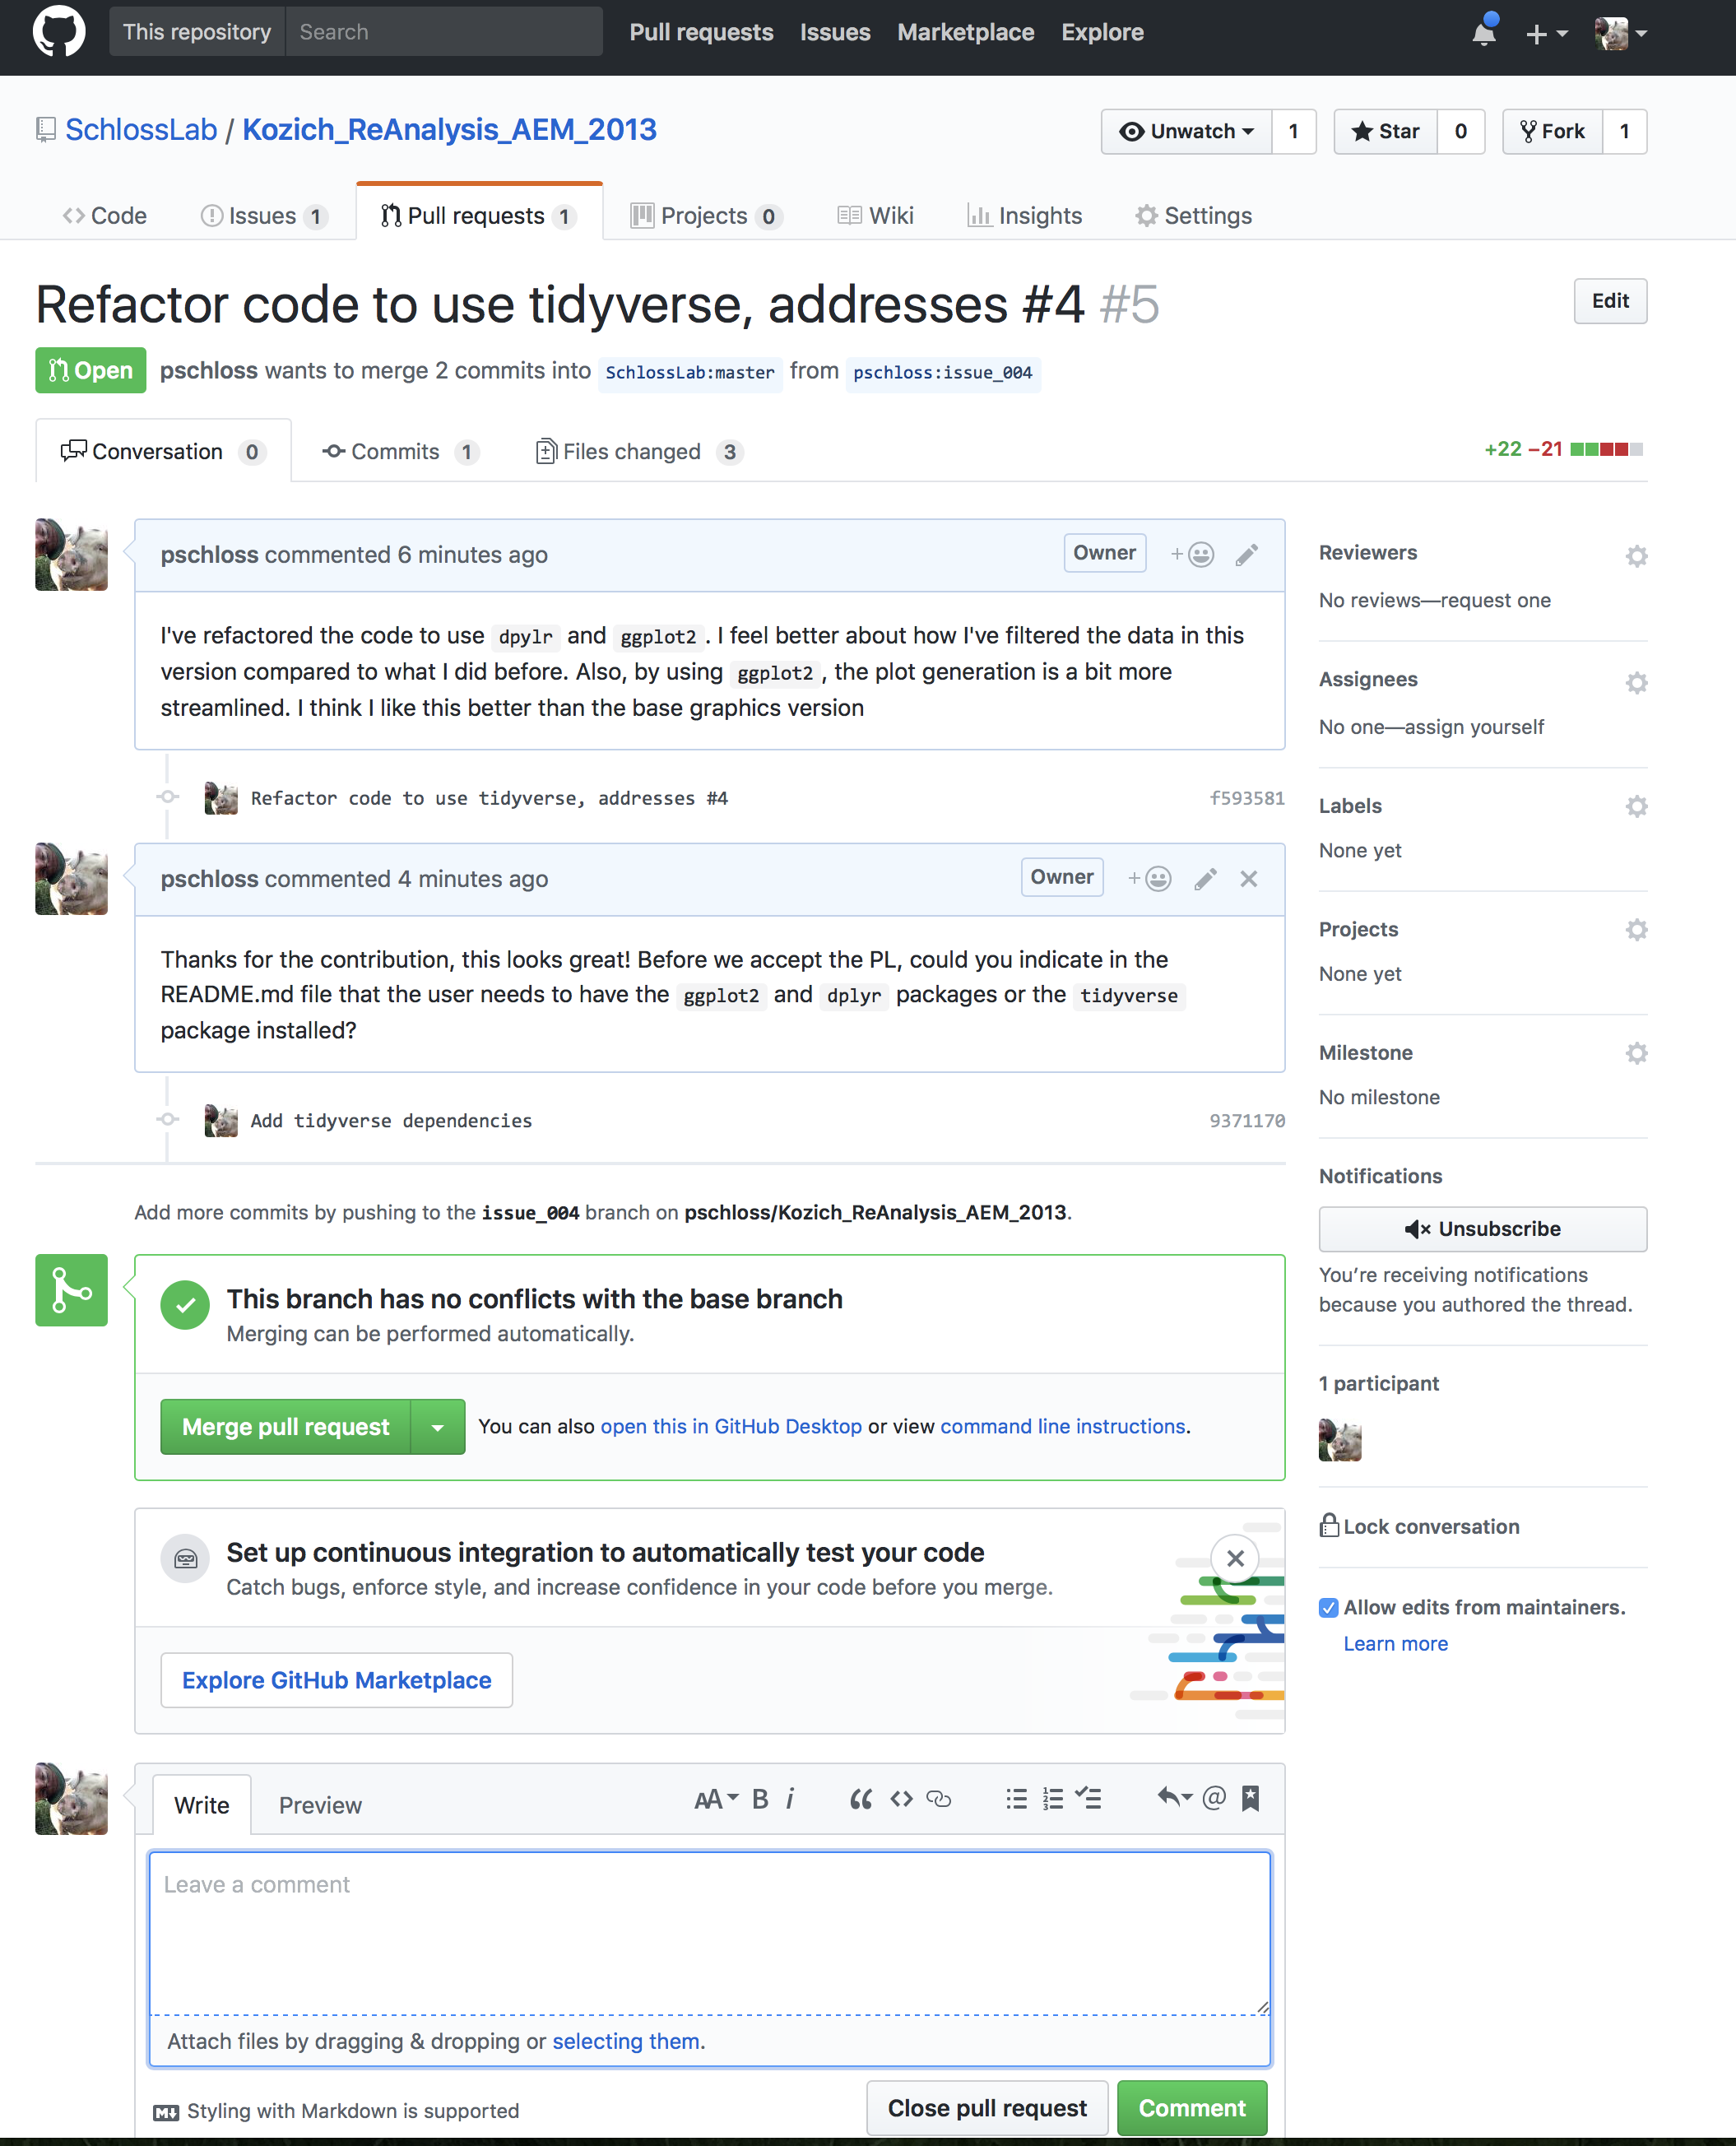 This repository Search Pull requests Issues Marketplace Explore
SchlossLab / Kozich_ReAnalysis_AEM_2013 Unwatch 1 Star 0 Fork 1
Code Issues 1 Pull requests 1 Projects 0 Wiki Insights Settings
Refactor code to use tidyverse, addresses #4 #5 Edit
Open pschloss wants to merge 2 commits into SchlossLab:master from pschloss:issue_004
Conversation 0 Commits 1 Files changed 3 +22 −21
pschloss commented 6 minutes ago Owner
I've refactored the code to use dpylr and ggplot2. I feel better about how I've filtered the data in this
version compared to what I did before. Also, by using ggplot2, the plot generation is a bit more
streamlined. I think I like this better than the base graphics version
Refactor code to use tidyverse, addresses #4 f593581
pschloss commented 4 minutes ago Owner
Thanks for the contribution, this looks great! Before we accept the PL, could you indicate in the
README.md file that the user needs to have the ggplot2 and dplyr packages or the tidyverse
package installed?
Add tidyverse dependencies 9371170
Add more commits by pushing to the issue_004 branch on pschloss/Kozich_ReAnalysis_AEM_2013.
This branch has no conflicts with the base branch
Merging can be performed automatically.
Merge pull request You can also open this in GitHub Desktop or view command line instructions.
Set up continuous integration to automatically test your code
Catch bugs, enforce style, and increase confidence in your code before you merge.
Explore GitHub Marketplace
Write Preview AA B i
Leave a comment
Attach files by dragging & dropping or selecting them.
Styling with Markdown is supported Close pull request Comment
Reviewers
No reviews—request one
Assignees
No one—assign yourself
Labels
None yet
Projects
None yet
Milestone
No milestone
Notifications
Unsubscribe
You’re receiving notifications
because you authored the thread.
1 participant
Lock conversation
Allow edits from maintainers.
Learn more